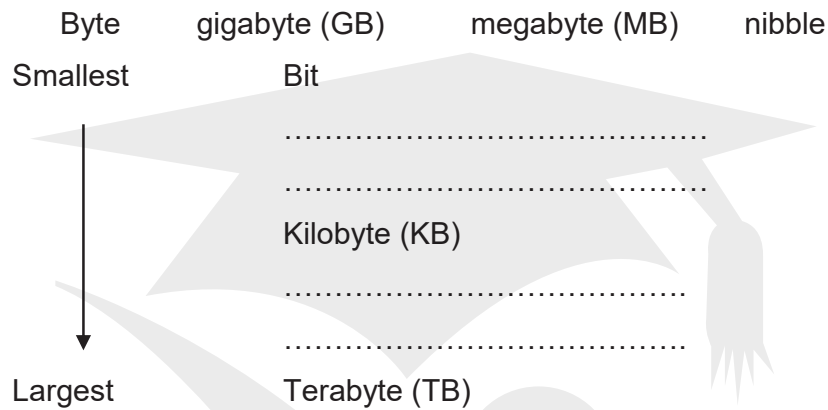 Byte gigabyte (GB) megabyte (MB) nibble
Smallest Bit
……………………………………
……………………………………
Kilobyte (KB)
…………………………………
…………………………………
Largest Terabyte (TB)